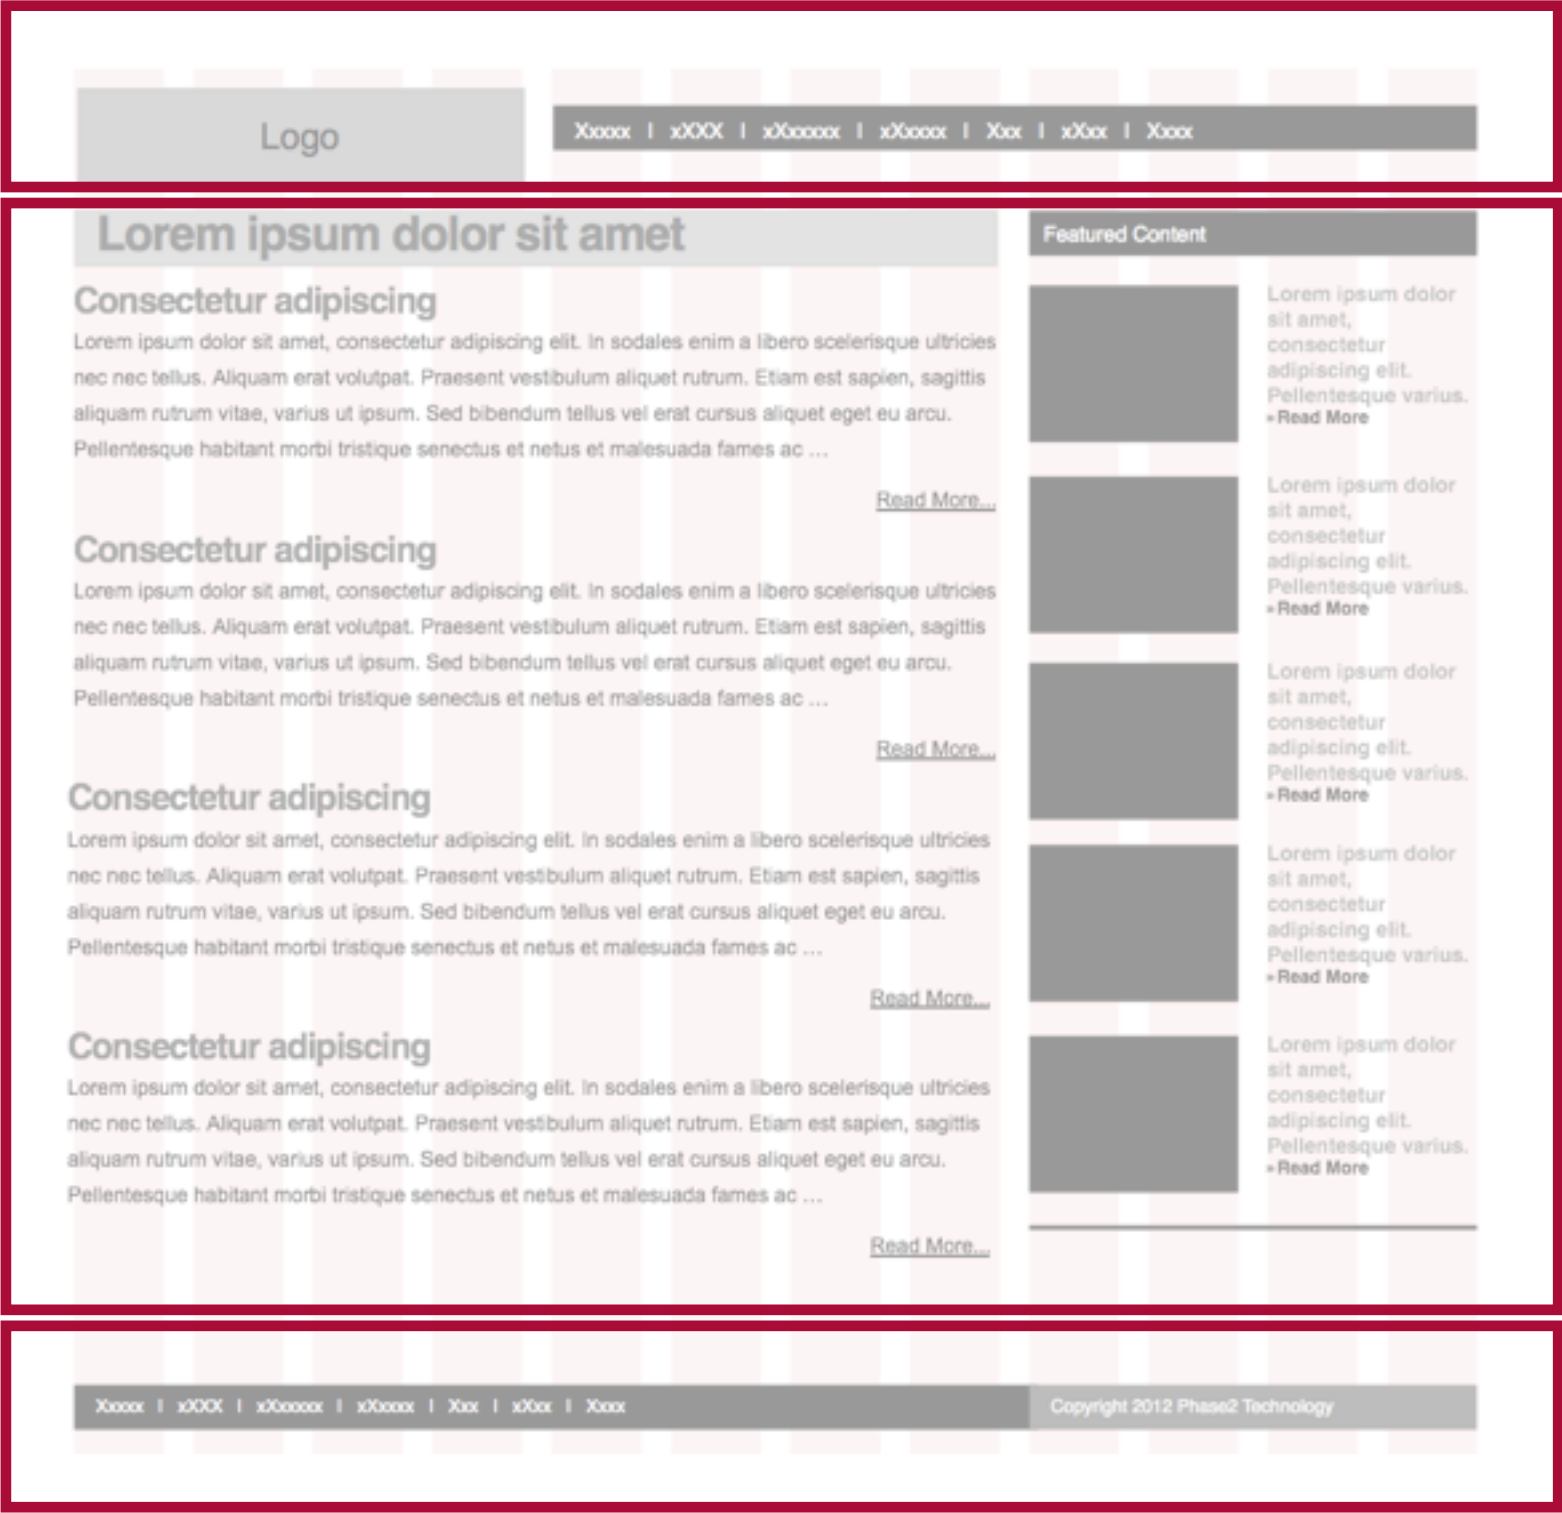 Logo
Xxxxx | xXXX | xXxxxxx | xXxxxx | Xxx | xXxx | Xxxx
Lorem ipsum dolor sit amet
Consectetur adipiscing
Lorem ipsum dolor sit amet, consectetur adipiscing elit. In sodales enim a libero scelerisque ultricies
nec nec tellus. Aliquam erat volutpat. Praesent vestibulum aliquet rutrum. Etiam est sapien, sagittis
aliquam rutrum vitae, varius ut ipsum. Sed bibendum tellus vel erat cursus aliquet eget eu arcu.
Pellentesque habitant morbi tristique senectus et netus et malesuada fames ac ...
Read More...
Consectetur adipiscing
Lorem ipsum dolor sit amet, consectetur adipiscing elit. In sodales enim a libero scelerisque ultricies
nec nec tellus. Aliquam erat volutpat. Praesent vestibulum aliquet rutrum. Etiam est sapien, sagittis
aliquam rutrum vitae, varius ut ipsum. Sed bibendum tellus vel erat cursus aliquet eget eu arcu.
Pellentesque habitant morbi tristique senectus et netus et malesuada fames ac ...
Read More...
Consectetur adipiscing
Lorem ipsum dolor sit amet, consectetur adipiscing elit. In sodales enim a libero scelerisque ultricies
nec nec tellus. Aliquam erat volutpat. Praesent vestibulum aliquet rutrum. Etiam est sapien, sagittis
aliquam rutrum vitae, varius ut ipsum. Sed bibendum tellus vel erat cursus aliquet eget eu arcu.
Pellentesque habitant morbi tristique senectus et netus et malesuada fames ac ...
Read More...
Consectetur adipiscing
Lorem ipsum dolor sit amet, consectetur adipiscing elit. In sodales enim a libero scelerisque ultricies
nec nec tellus. Aliquam erat volutpat. Praesent vestibulum aliquet rutrum. Etiam est sapien, sagittis
aliquam rutrum vitae, varius ut ipsum. Sed bibendum tellus vel erat cursus aliquet eget eu arcu.
Pellentesque habitant morbi tristique senectus et netus et malesuada fames ac ...
Read More...
Featured Content
Lorem ipsum dolor
sit amet,
consectetur
adipiscing elit.
Pellentesque varius.
» Read More
Lorem ipsum dolor
sit amet,
consectetur
adipiscing elit.
Pellentesque varius.
» Read More
Lorem ipsum dolor
sit amet,
consectetur
adipiscing elit.
Pellentesque varius.
» Read More
Lorem ipsum dolor
sit amet,
consectetur
adipiscing elit.
Pellentesque varius.
» Read More
Lorem ipsum dolor
sit amet,
consectetur
adipiscing elit.
Pellentesque varius.
» Read More
Xxxxx | xXXX | xXxxxxx | xXxxxx | Xxx | xXxx | Xxxx
Copyright 2012 Phase2 Technology